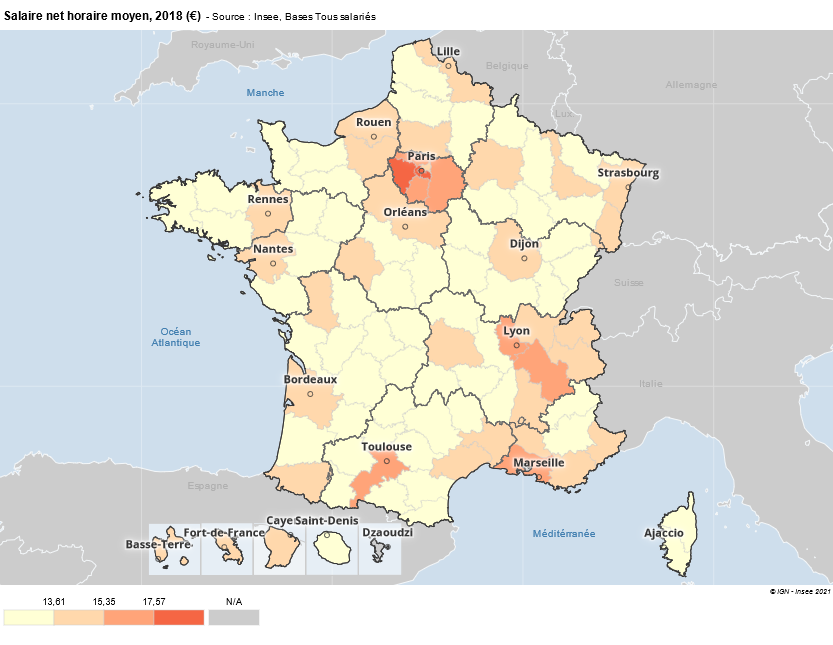 Salaire net horaire moyen, 2018 (€) - Source : Insee, Bases Tous salariés
Royaume-Uni
Lille
Belgique
Manche
Allemagne
Lux.
Rouen
Paris
Strasbourg
Rennes
Orléans
Nantes
Dijon
Suisse
Océan
Atlantique
Lyon
Bordeaux
Italie
Toulouse
Marseille
Espagne
Caye
Saint-Denis
Fort-de-France
Dzaoudzi
Méditérranée
Ajaccio
Basse-Terre
© IGN - Insee 2021
13,61 15,35 17,57 N/A